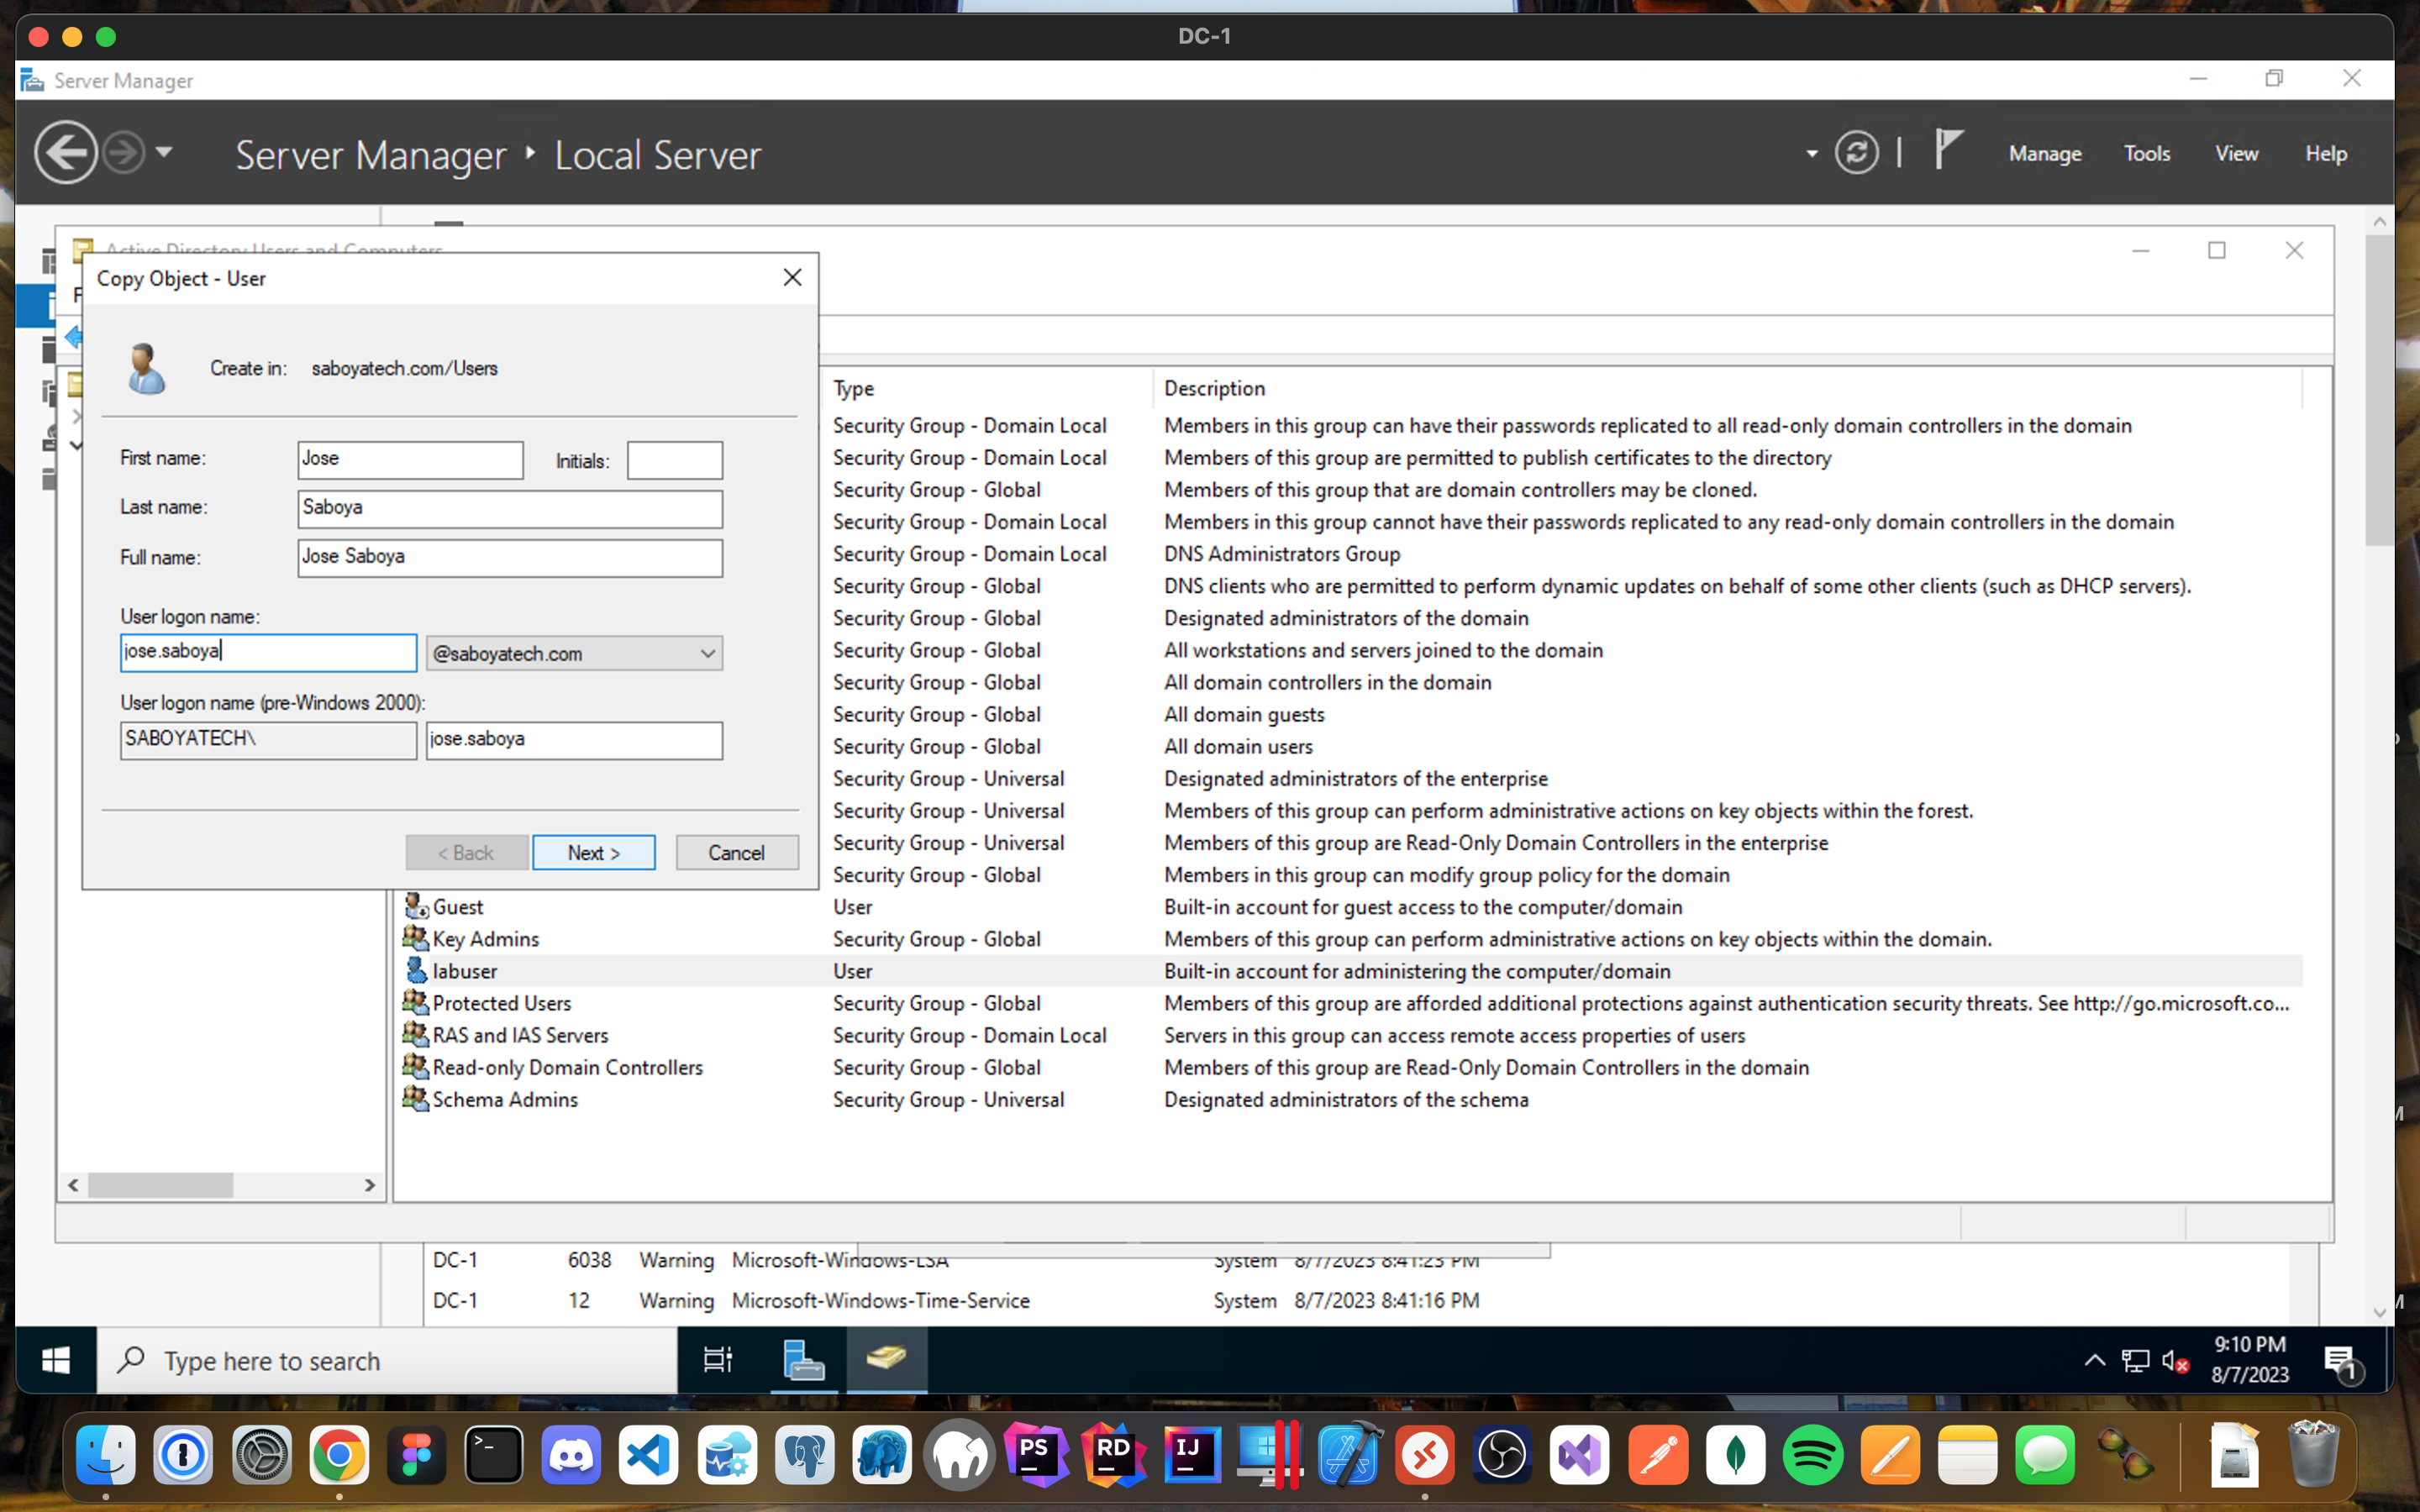 DC-1
Server Manager
Server Manager ‣ Local Server
Manage Tools View Help
Active Directory Users and Computers
Copy Object - User
Create in: saboyatech.com/Users
First name: Jose Initials:
Last name: Saboya
Full name: Jose Saboya
User logon name:
jose.saboya @saboyatech.com
User logon name (pre-Windows 2000):
SABOYATECH\ jose.saboya
< Back Next > Cancel
Type Description
Security Group - Domain Local Members in this group can have their passwords replicated to all read-only domain controllers in the domain
Security Group - Domain Local Members of this group are permitted to publish certificates to the directory
Security Group - Global Members of this group that are domain controllers may be cloned.
Security Group - Domain Local Members in this group cannot have their passwords replicated to any read-only domain controllers in the domain
Security Group - Domain Local DNS Administrators Group
Security Group - Global DNS clients who are permitted to perform dynamic updates on behalf of some other clients (such as DHCP servers).
Security Group - Global Designated administrators of the domain
Security Group - Global All workstations and servers joined to the domain
Security Group - Global All domain controllers in the domain
Security Group - Global All domain guests
Security Group - Global All domain users
Security Group - Universal Designated administrators of the enterprise
Security Group - Universal Members of this group can perform administrative actions on key objects within the forest.
Security Group - Universal Members of this group are Read-Only Domain Controllers in the enterprise
Security Group - Global Members in this group can modify group policy for the domain
Guest User Built-in account for guest access to the computer/domain
Key Admins Security Group - Global Members of this group can perform administrative actions on key objects within the domain.
labuser User Built-in account for administering the computer/domain
Protected Users Security Group - Global Members of this group are afforded additional protections against authentication security threats. See http://go.microsoft.co...
RAS and IAS Servers Security Group - Domain Local Servers in this group can access remote access properties of users
Read-only Domain Controllers Security Group - Global Members of this group are Read-Only Domain Controllers in the domain
Schema Admins Security Group - Universal Designated administrators of the schema
DC-1 6038 Warning Microsoft-Windows-LSA System 8/7/2023 8:41:23 PM
DC-1 12 Warning Microsoft-Windows-Time-Service System 8/7/2023 8:41:16 PM
Type here to search
9:10 PM
8/7/2023
1
PS
RD
IJ